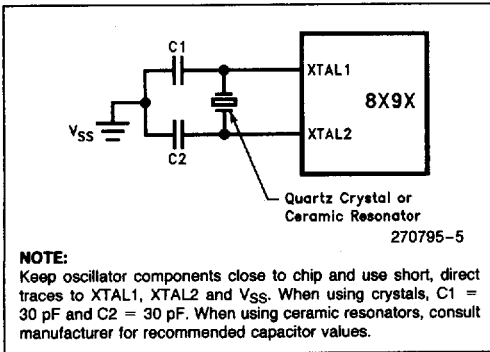 C1
XTAL1
8X9X
VSS
XTAL2
C2
Quartz Crystal or
Ceramic Resonator
270795-5
NOTE:
Keep oscillator components close to chip and use short, direct
traces to XTAL1, XTAL2 and VSS. When using crystals, C1 =
30 pF and C2 = 30 pF. When using ceramic resonators, consult
manufacturer for recommended capacitor values.